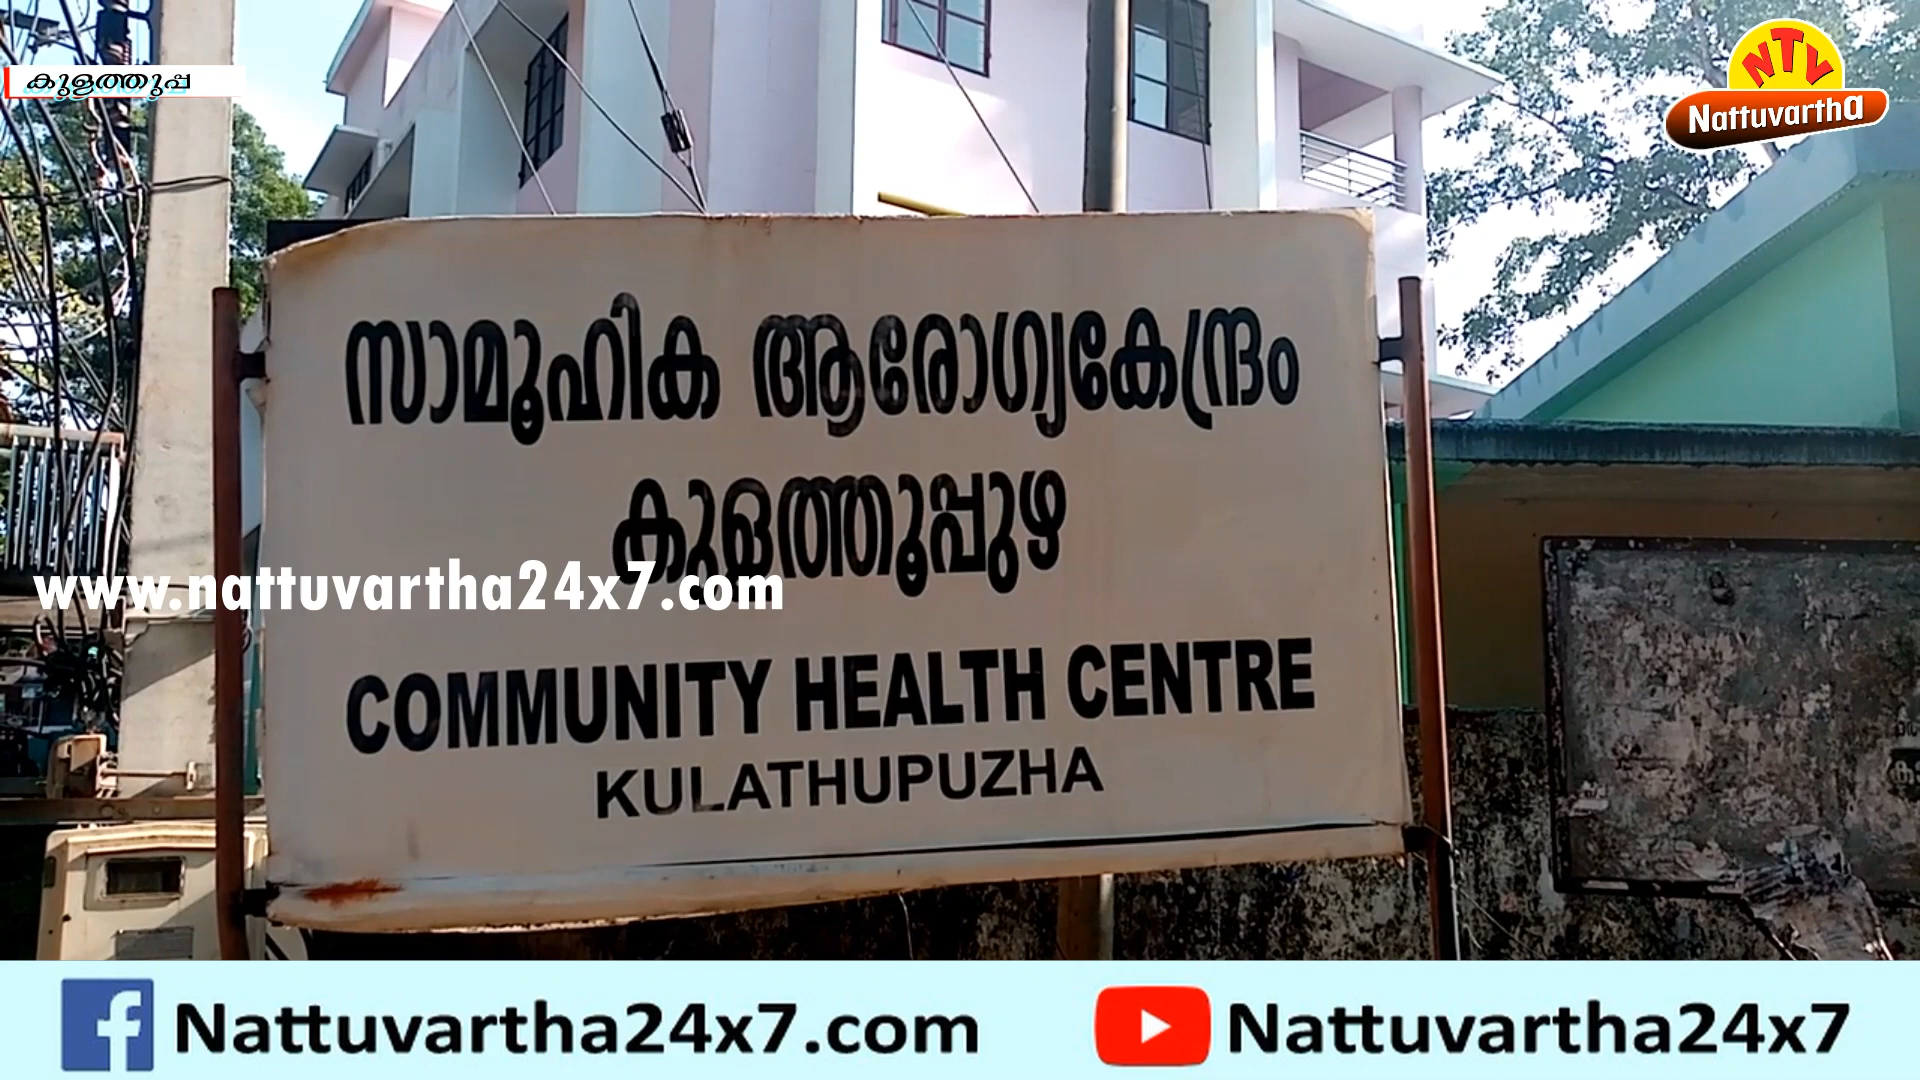 കുളത്തുപ്പ
NTV
Nattuvartha
സാമൂഹിക ആരോഗ്യകേന്ദ്രം
കുളത്തൂപ്പുഴ
www.nattuvartha24x7.com
COMMUNITY HEALTH CENTRE
KULATHUPUZHA
Nattuvartha24x7.com
Nattuvartha24x7